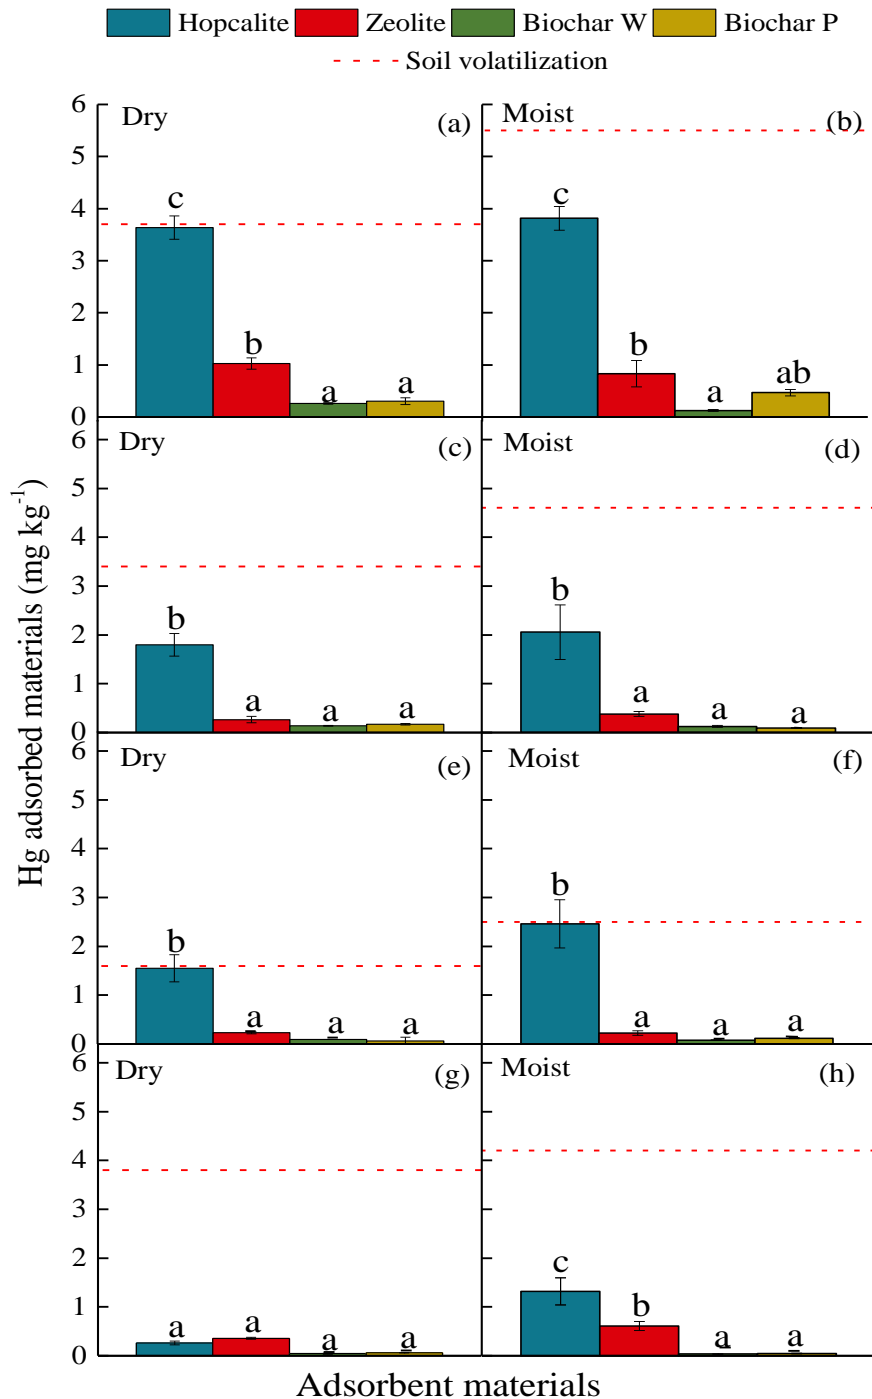 Hopcalite Zeolite Biochar W Biochar P
Soil volatilization
Hg adsorbed materials (mg kg⁻¹)
Dry (a)
6
5
4
3
2
1
0
c b a a
Moist (b)
c b a ab
Dry (c)
6
5
4
3
2
1
0
b a a a
Moist (d)
b a a a
Dry (e)
6
5
4
3
2
1
0
b a a a
Moist (f)
b a a a
Dry (g)
6
5
4
3
2
1
0
a a a a
Moist (h)
c b a a
Adsorbent materials